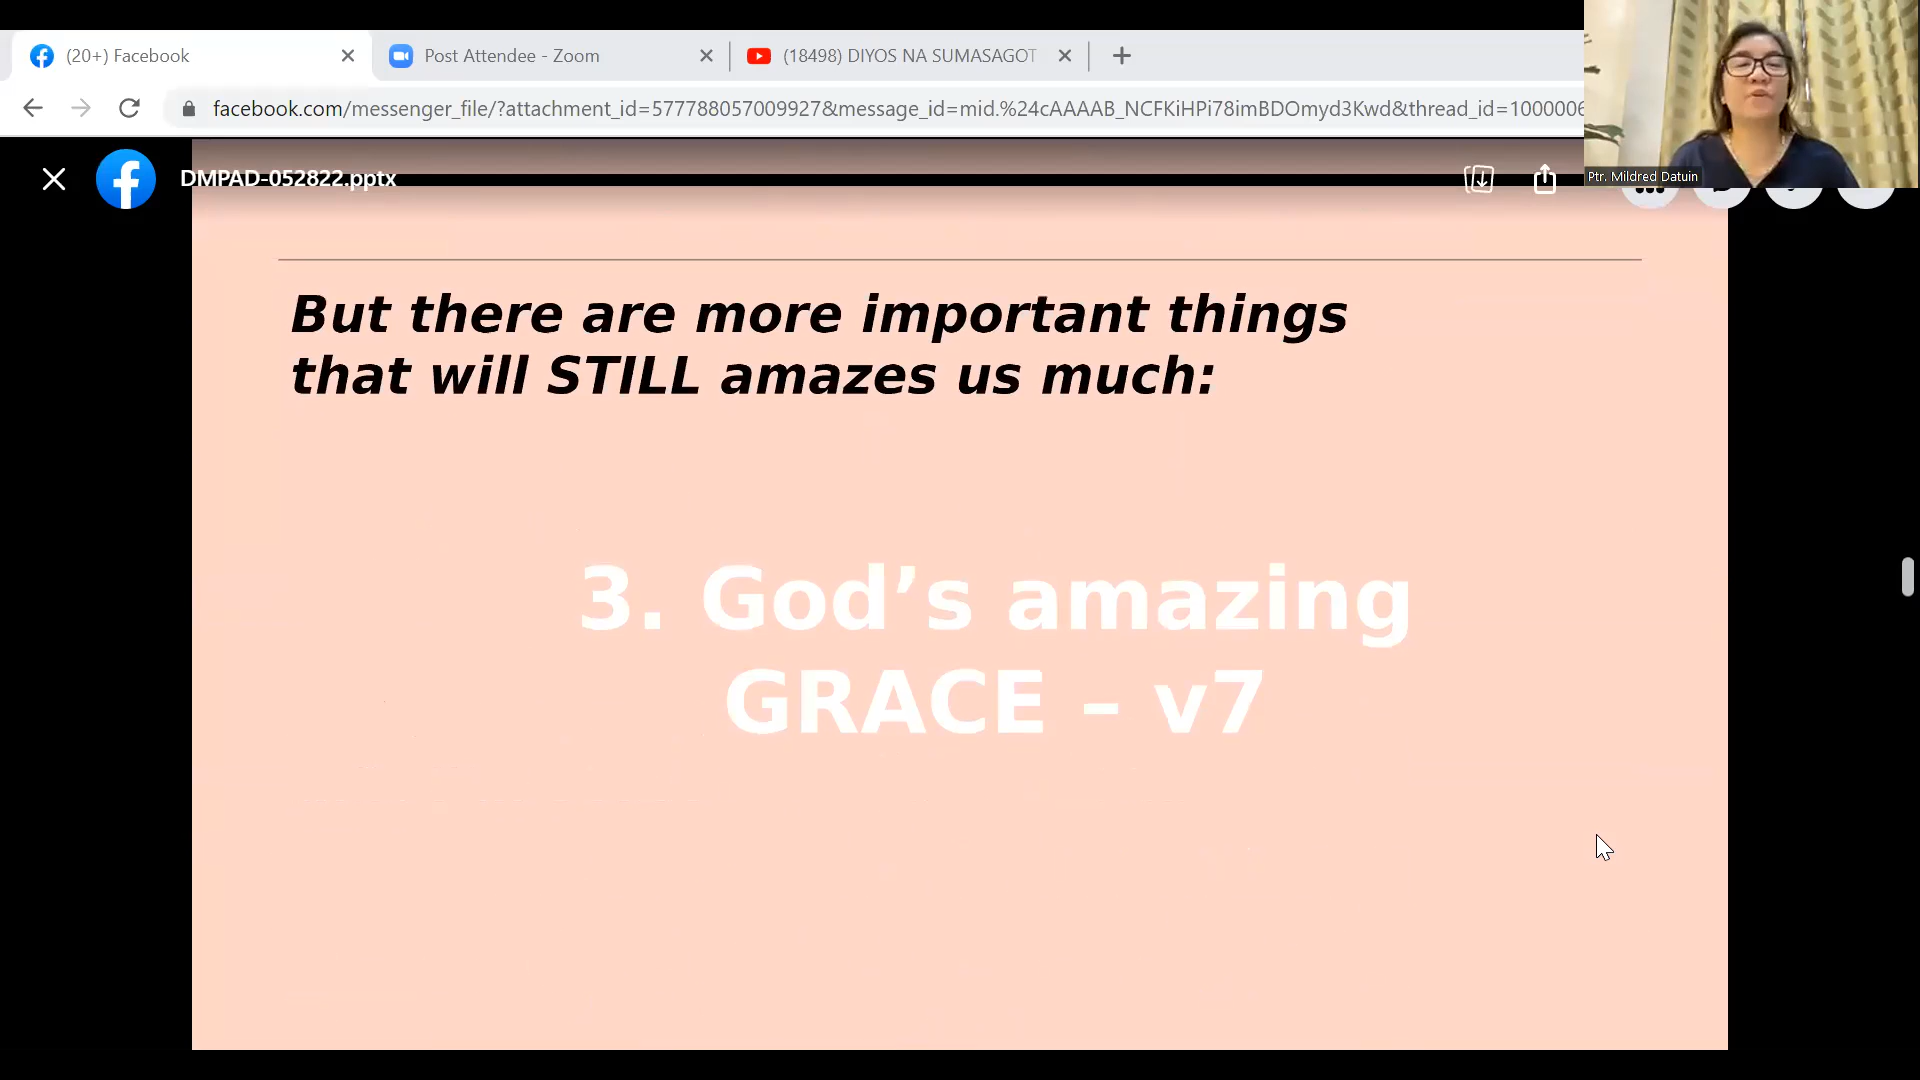 (20+) Facebook
Post Attendee - Zoom
(18498) DIYOS NA SUMASAGOT
facebook.com/messenger_file/?attachment_id=577788057009927&message_id=mid.%24cAAAAB_NCFKiHPi78imBDOmyd3Kwd&thread_id=1000006
Ptr. Mildred Datuin
DMPAD-052822.pptx
But there are more important things
that will STILL amazes us much:
3. God’s amazing
GRACE – v7